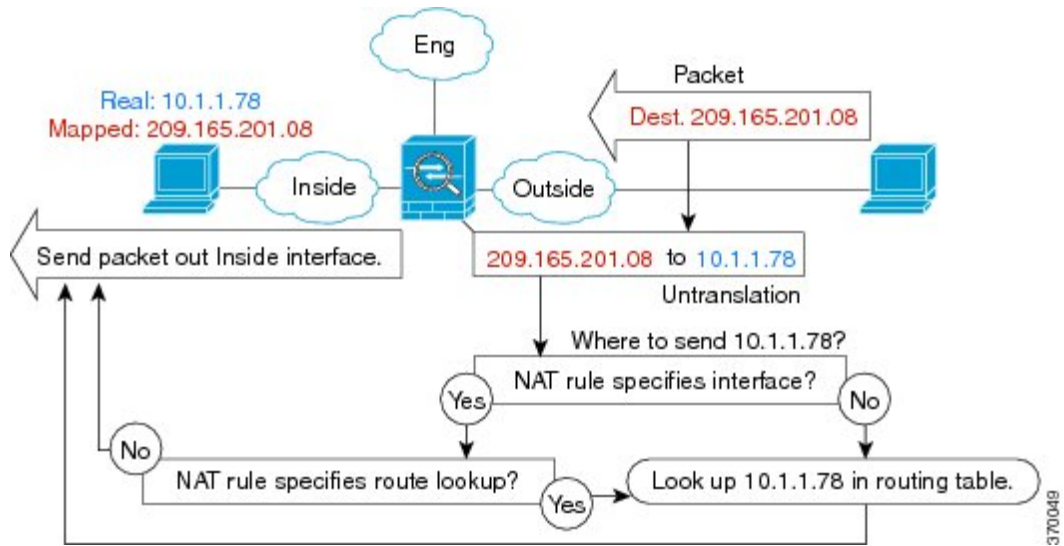 Eng
Packet
Real: 10.1.1.78
Mapped: 209.165.201.08
Dest. 209.165.201.08
Inside
Outside
Send packet out Inside interface.
209.165.201.08 to 10.1.1.78
Untranslation
Where to send 10.1.1.78?
NAT rule specifies interface?
Yes
No
No
NAT rule specifies route lookup?
Yes
Look up 10.1.1.78 in routing table.
370049